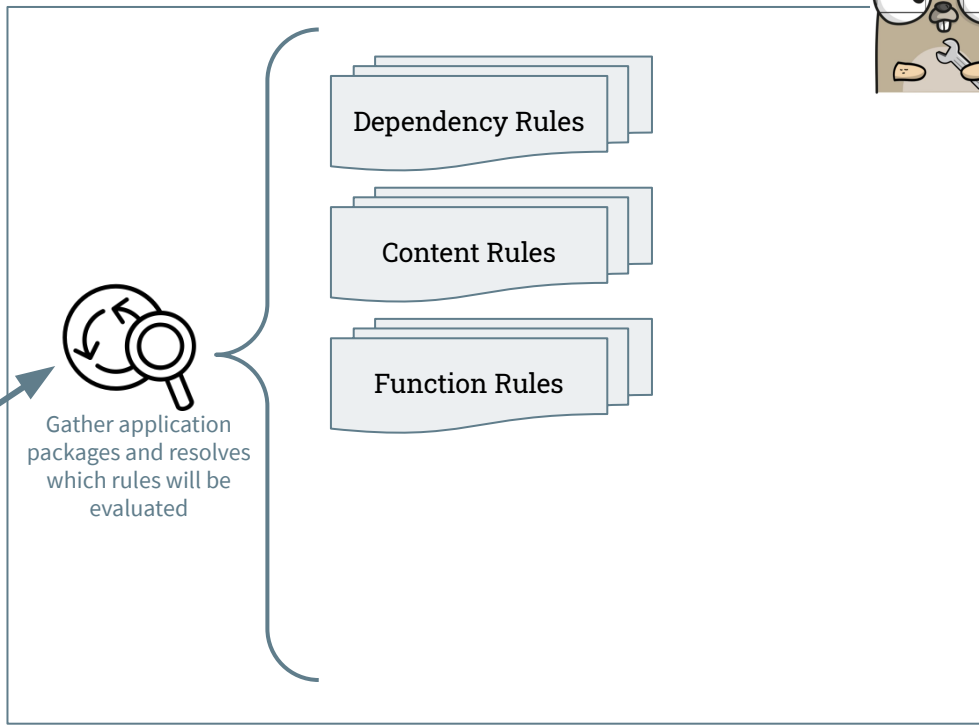 Dependency Rules
Content Rules
Function Rules
Gather application
packages and resolves
which rules will be
evaluated